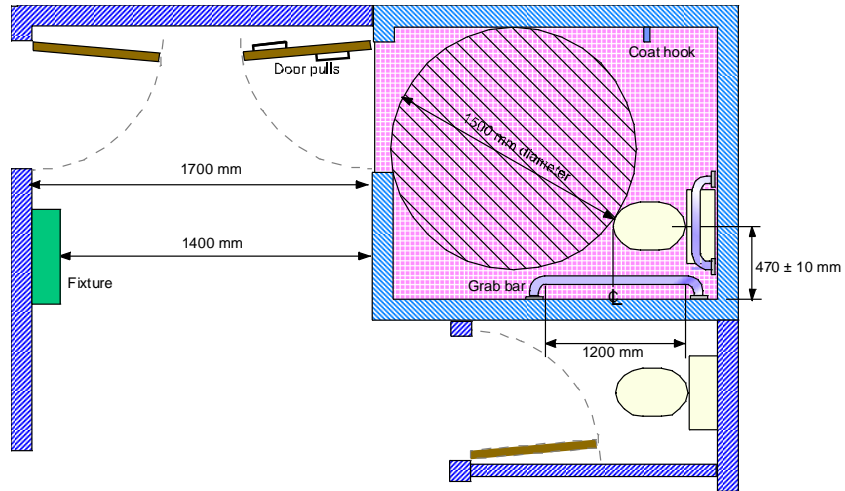 Coat hook
Door pulls
1500 mm diameter
1700 mm
1400 mm
470 ± 10 mm
Fixture
Grab bar
℄
1200 mm